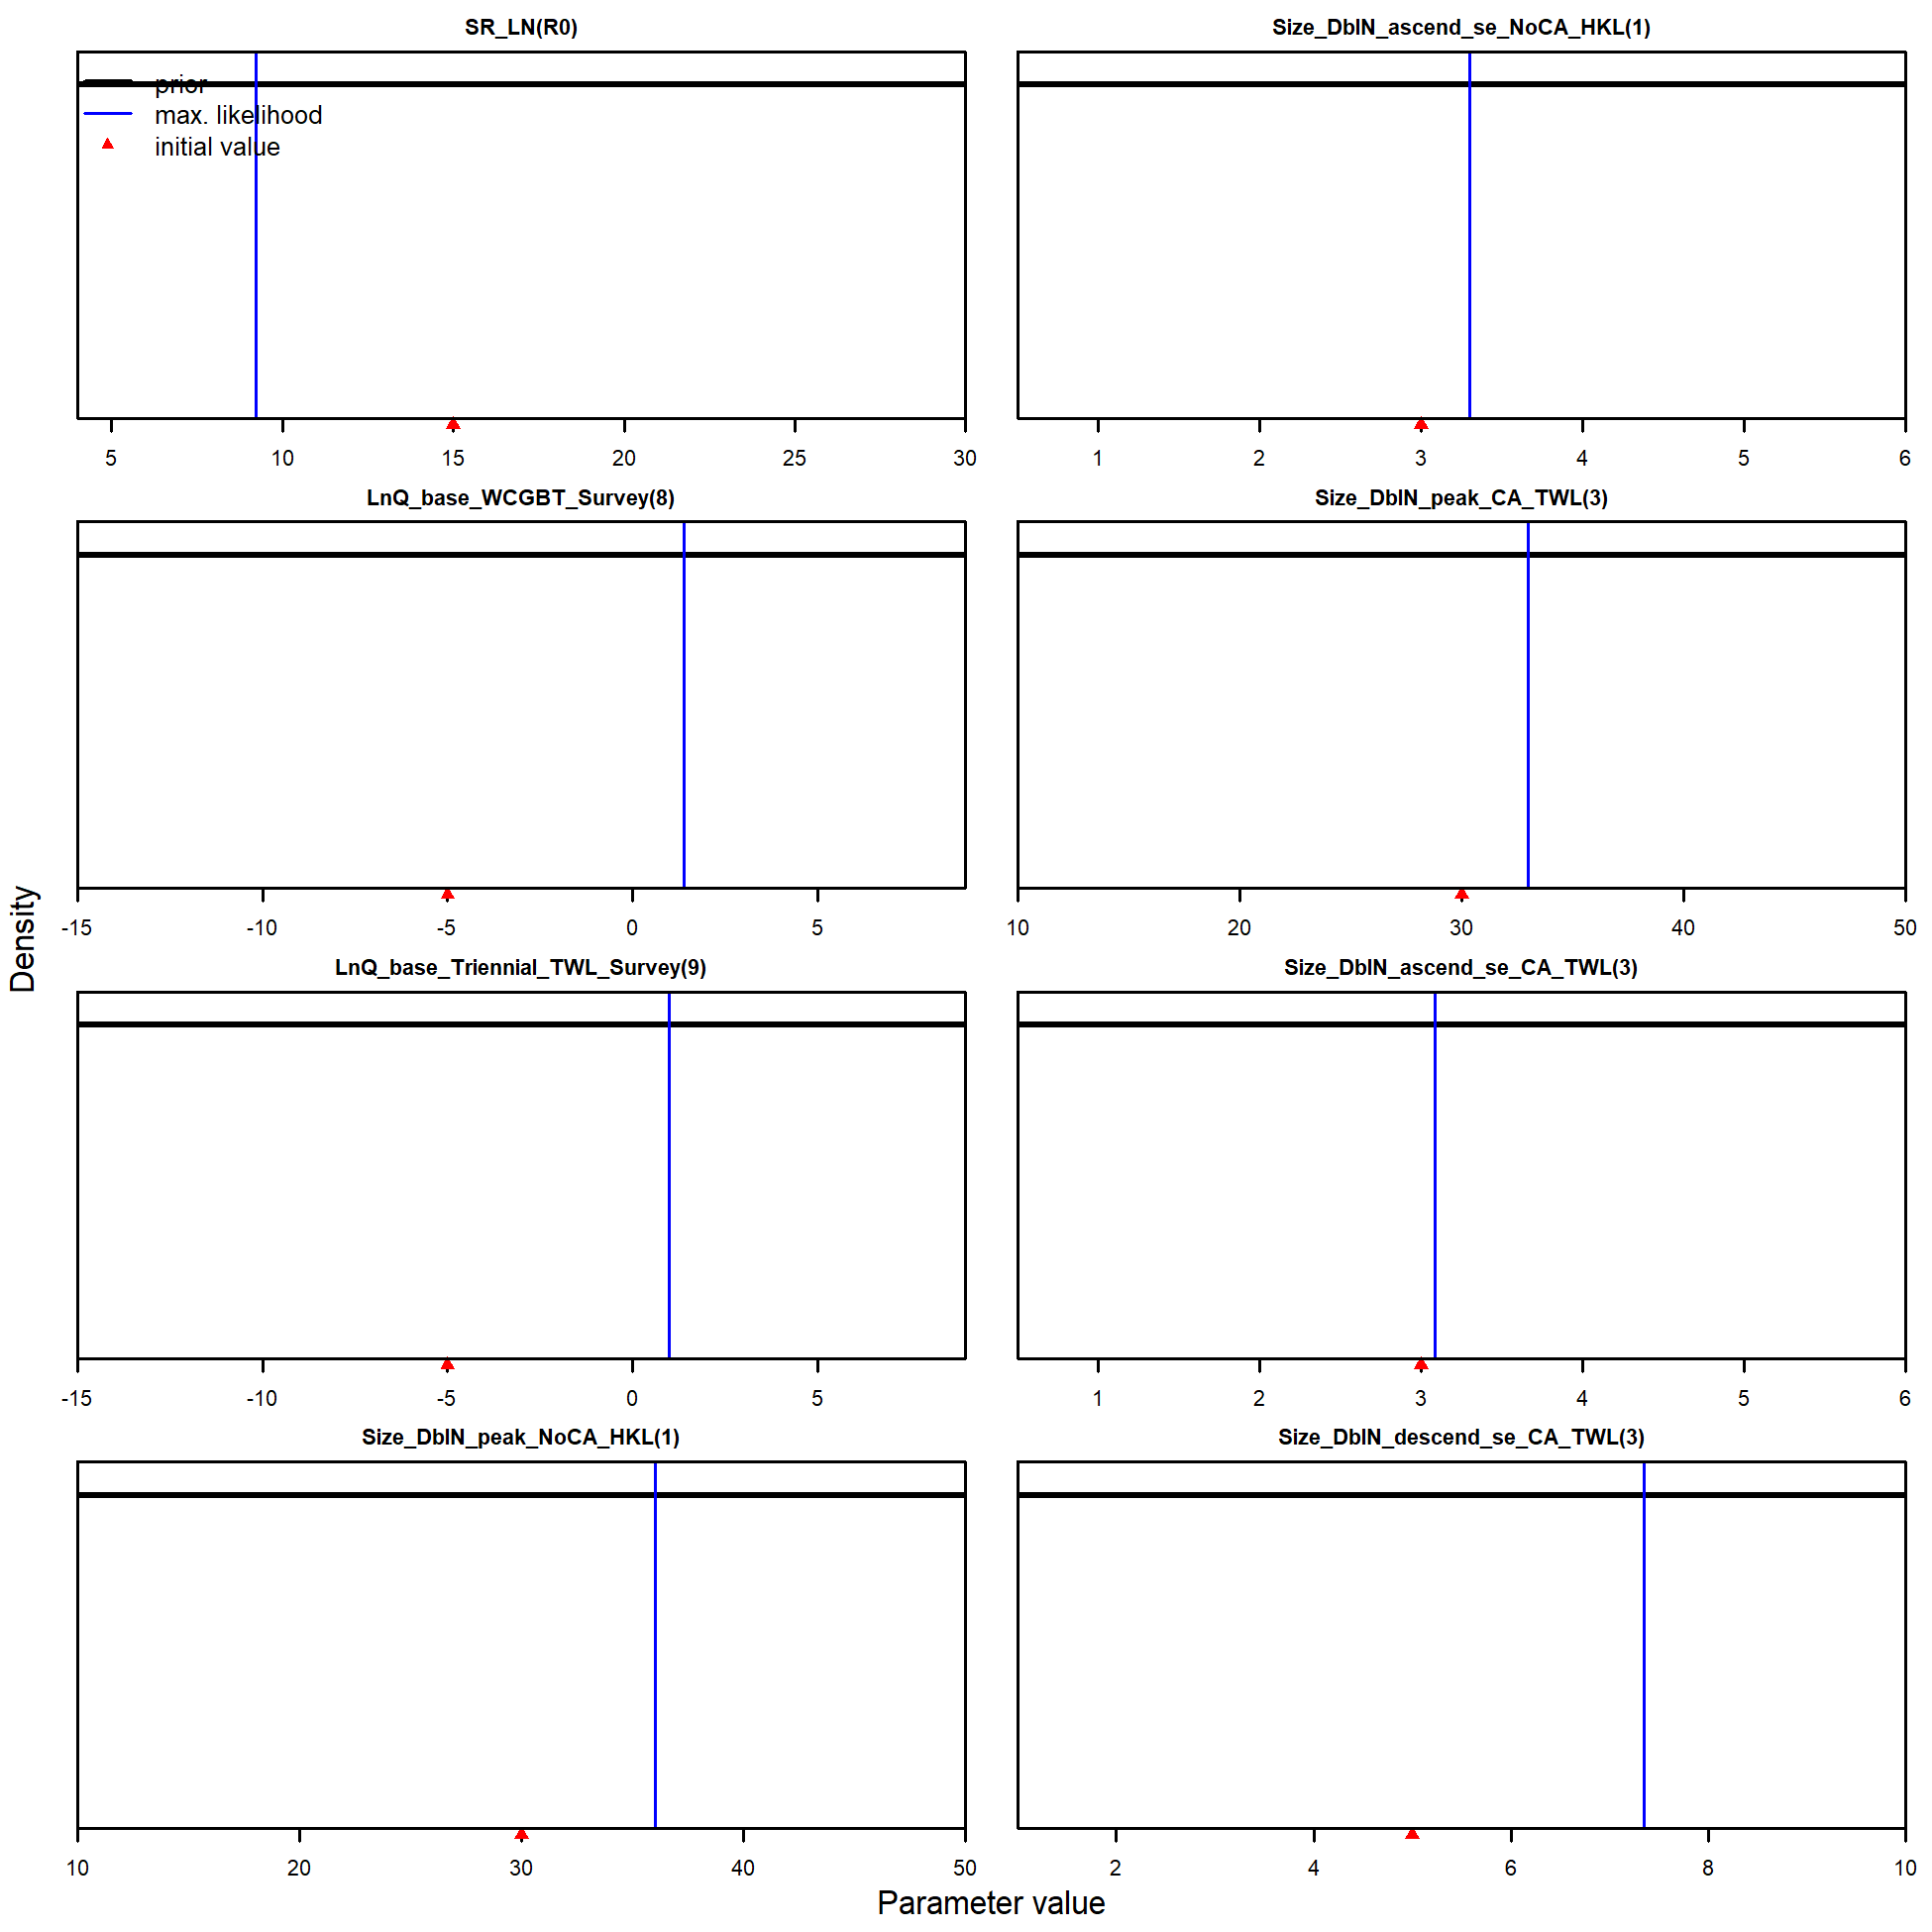 SR_LN(R0)
prior
max. likelihood
initial value
5 10 15 20 25 30
Size_DblN_ascend_se_NoCA_HKL(1)
1 2 3 4 5 6
LnQ_base_WCGBT_Survey(8)
-15 -10 -5 0 5
Size_DblN_peak_CA_TWL(3)
10 20 30 40 50
LnQ_base_Triennial_TWL_Survey(9)
-15 -10 -5 0 5
Size_DblN_ascend_se_CA_TWL(3)
1 2 3 4 5 6
Size_DblN_peak_NoCA_HKL(1)
10 20 30 40 50
Size_DblN_descend_se_CA_TWL(3)
2 4 6 8 10
Density
Parameter value